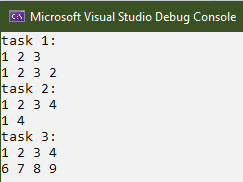 Microsoft Visual Studio Debug Console
task 1:
1 2 3
1 2 3 2
task 2:
1 2 3 4
1 4
task 3:
1 2 3 4
6 7 8 9